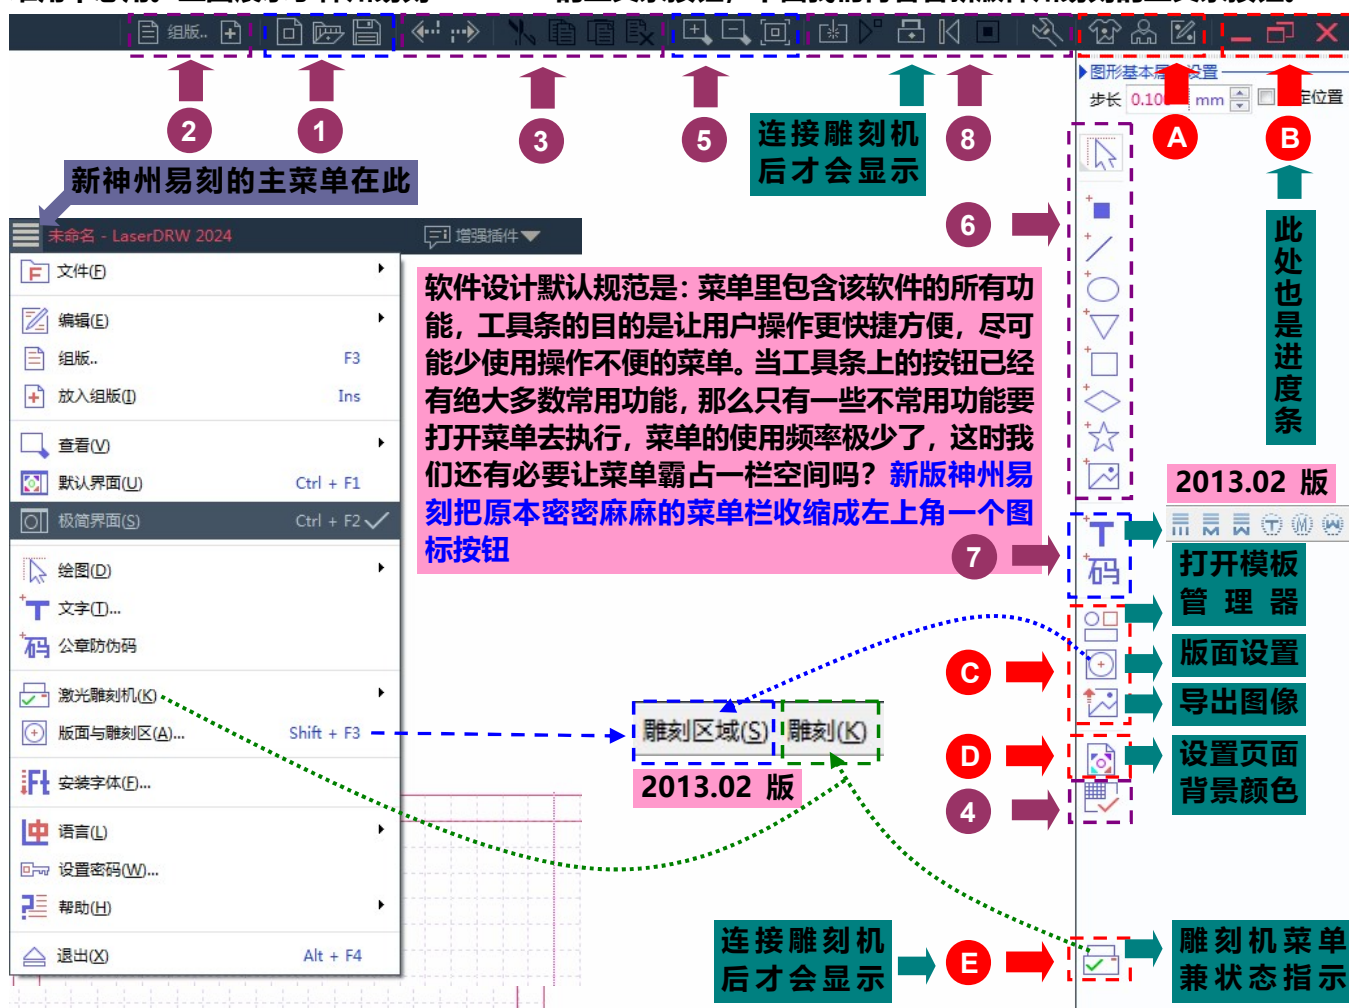 组版..
2
1
3
5
连接雕刻机
后才会显示
8
A
B
图形基本属 设置
步长 0.10 mm 定位置
新神州易刻的主菜单在此
未命名 - LaserDRW 2024
增强插件
文件(F)
编辑(E)
组版.. F3
放入组版(I) Ins
查看(V)
默认界面(U) Ctrl + F1
极简界面(S) Ctrl + F2
绘图(D)
文字(T)...
公章防伪码
激光雕刻机(K)
版面与雕刻区(A)... Shift + F3
安装字体(F)...
语言(L)
设置密码(W)...
帮助(H)
退出(X) Alt + F4
软件设计默认规范是：菜单里包含该软件的所有功
能，工具条的目的是让用户操作更快捷方便，尽可
能少使用操作不便的菜单。当工具条上的按钮已经
有绝大多数常用功能，那么只有一些不常用功能要
打开菜单去执行，菜单的使用频率极少了，这时我
们还有必要让菜单霸占一栏空间吗？新版神州易
刻把原本密密麻麻的菜单栏收缩成左上角一个图
标按钮
6
此处也是进度条
2013.02 版
7
T
码
打开模板
管理器
C
版面设置
导出图像
雕刻区域(S) 雕刻(K)
2013.02 版
D
设置页面
背景颜色
4
连接雕刻机
后才会显示
E
雕刻机菜单
兼状态指示